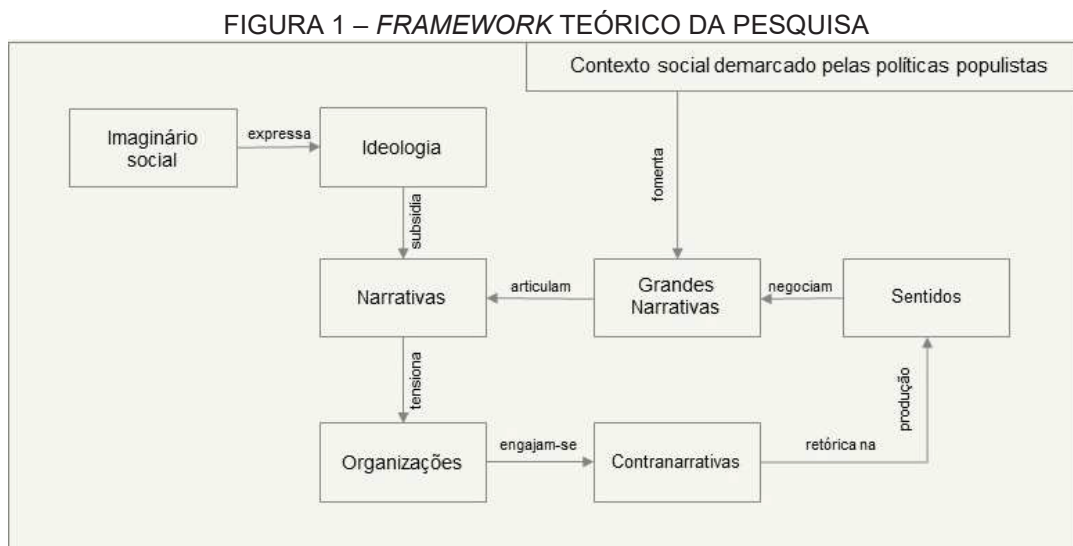 FIGURA 1 – FRAMEWORK TEÓRICO DA PESQUISA
Contexto social demarcado pelas políticas populistas
Imaginário
social
expressa
Ideologia
fomenta
subsidia
Narrativas
articulam
Grandes
Narrativas
negociam
Sentidos
tensiona
produção
Organizações
engajam-se
Contranarrativas
retórica na